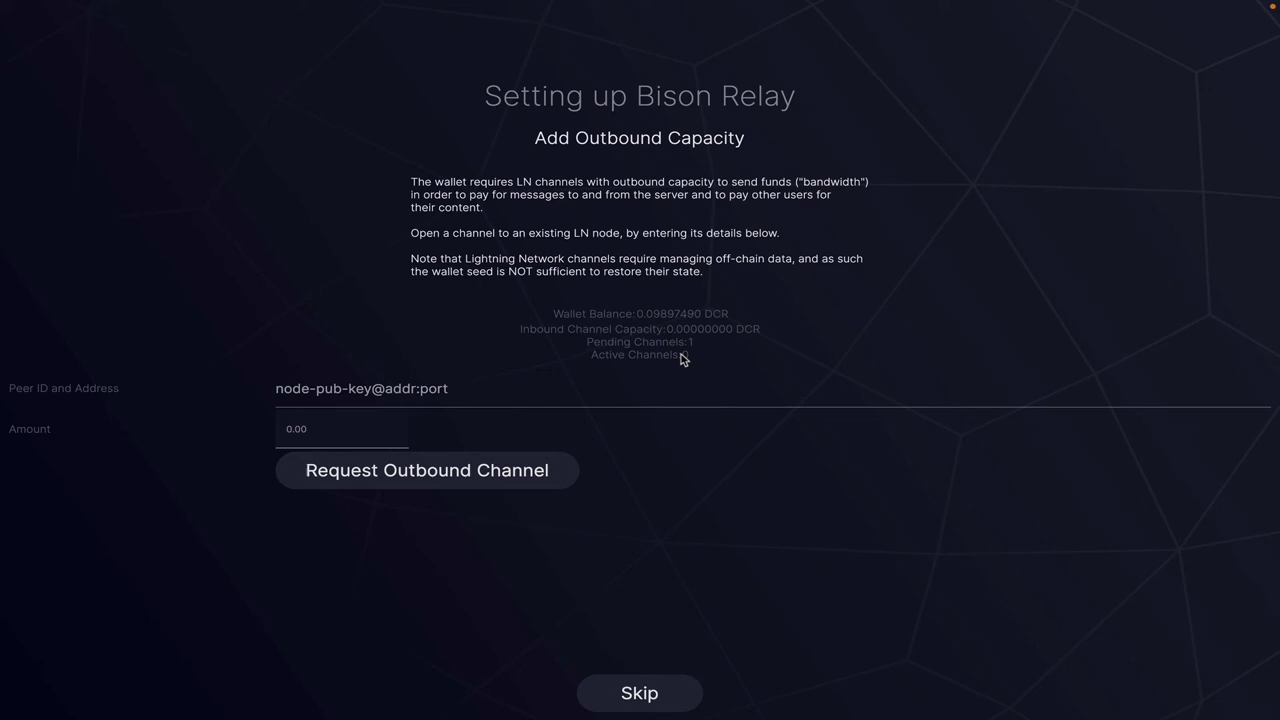 Setting up Bison Relay
Add Outbound Capacity
The wallet requires LN channels with outbound capacity to send funds ("bandwidth")
in order to pay for messages to and from the server and to pay other users for
their content.
Open a channel to an existing LN node, by entering its details below.
Note that Lightning Network channels require managing off-chain data, and as such
the wallet seed is NOT sufficient to restore their state.
Wallet Balance:0.09897490 DCR
Inbound Channel Capacity:0.00000000 DCR
Pending Channels:1
Active Channels:
Peer ID and Address
node-pub-key@addr:port
Amount
0.00
Request Outbound Channel
Skip